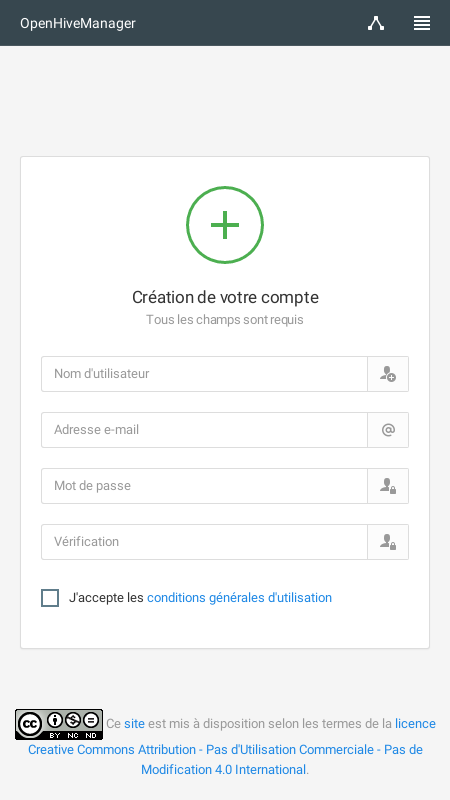 OpenHiveManager
Création de votre compte
Tous les champs sont requis
Nom d'utilisateur
Adresse e-mail
@
Mot de passe
Vérification
J'accepte les conditions générales d'utilisation
cc BY NC ND Ce site est mis à disposition selon les termes de la licence
Creative Commons Attribution - Pas d'Utilisation Commerciale - Pas de
Modification 4.0 International.